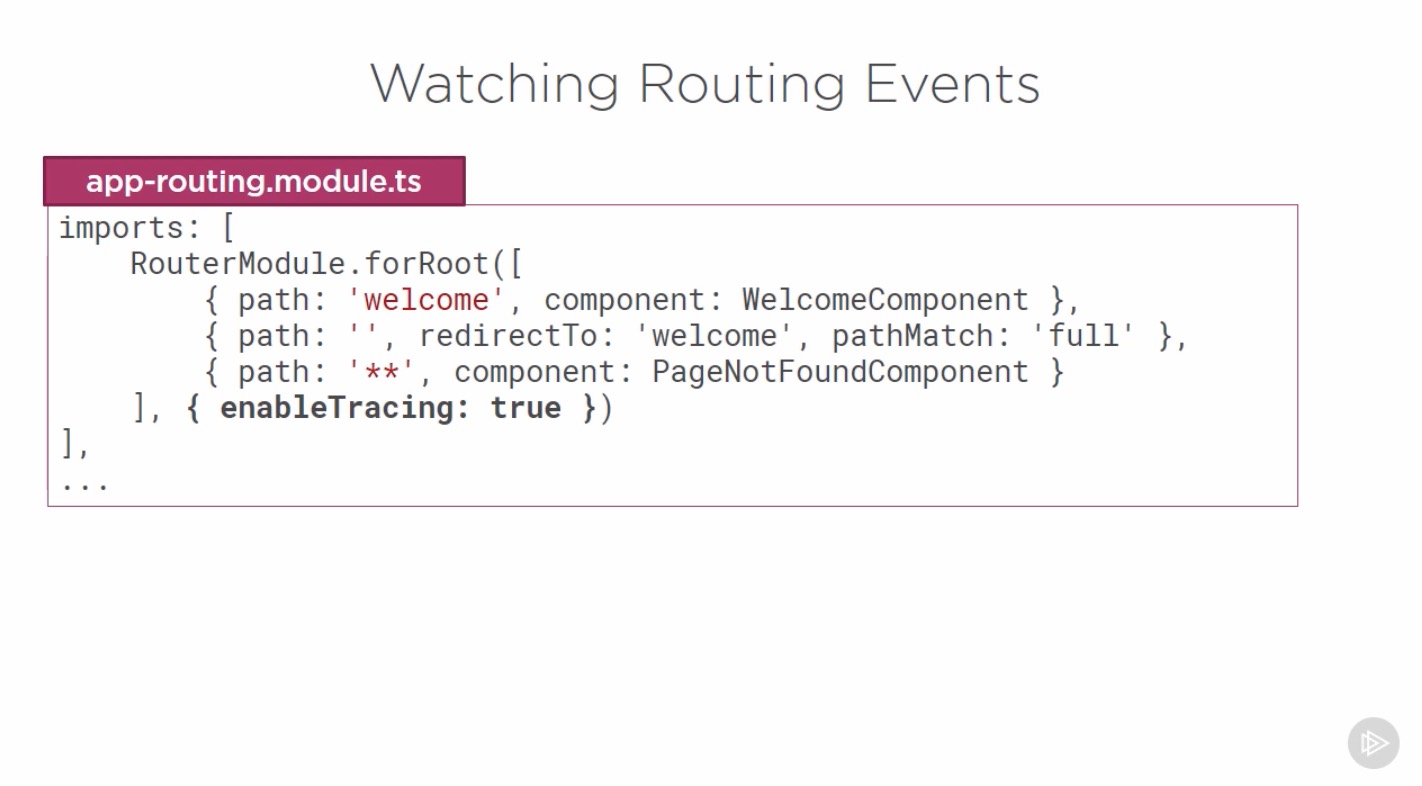 Watching Routing Events
app-routing.module.ts
imports: [
    RouterModule.forRoot([
        { path: 'welcome', component: WelcomeComponent },
        { path: '', redirectTo: 'welcome', pathMatch: 'full' },
        { path: '**', component: PageNotFoundComponent }
    ], { enableTracing: true })
],
...